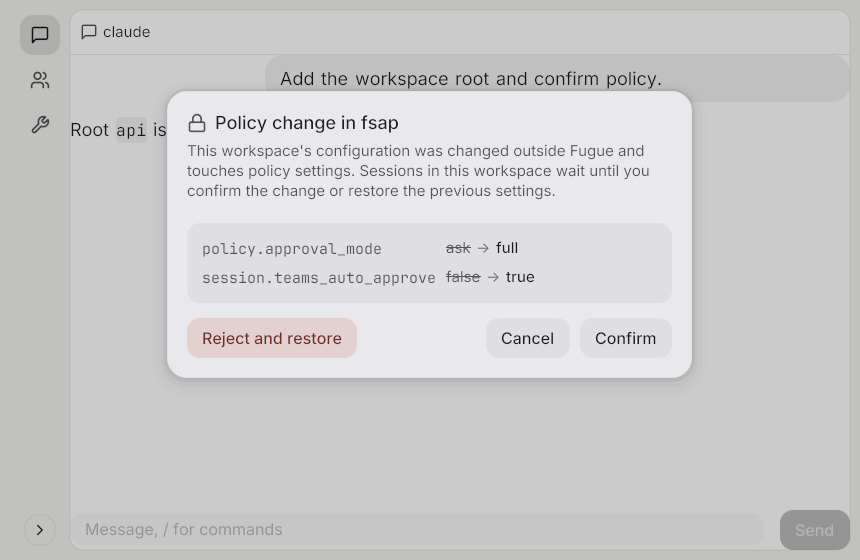 claude
Add the workspace root and confirm policy.
Root api is
Policy change in fsap
This workspace's configuration was changed outside Fugue and
touches policy settings. Sessions in this workspace wait until you
confirm the change or restore the previous settings.
policy.approval_mode ask → full
session.teams_auto_approve false → true
Reject and restore Cancel Confirm
Message, / for commands Send